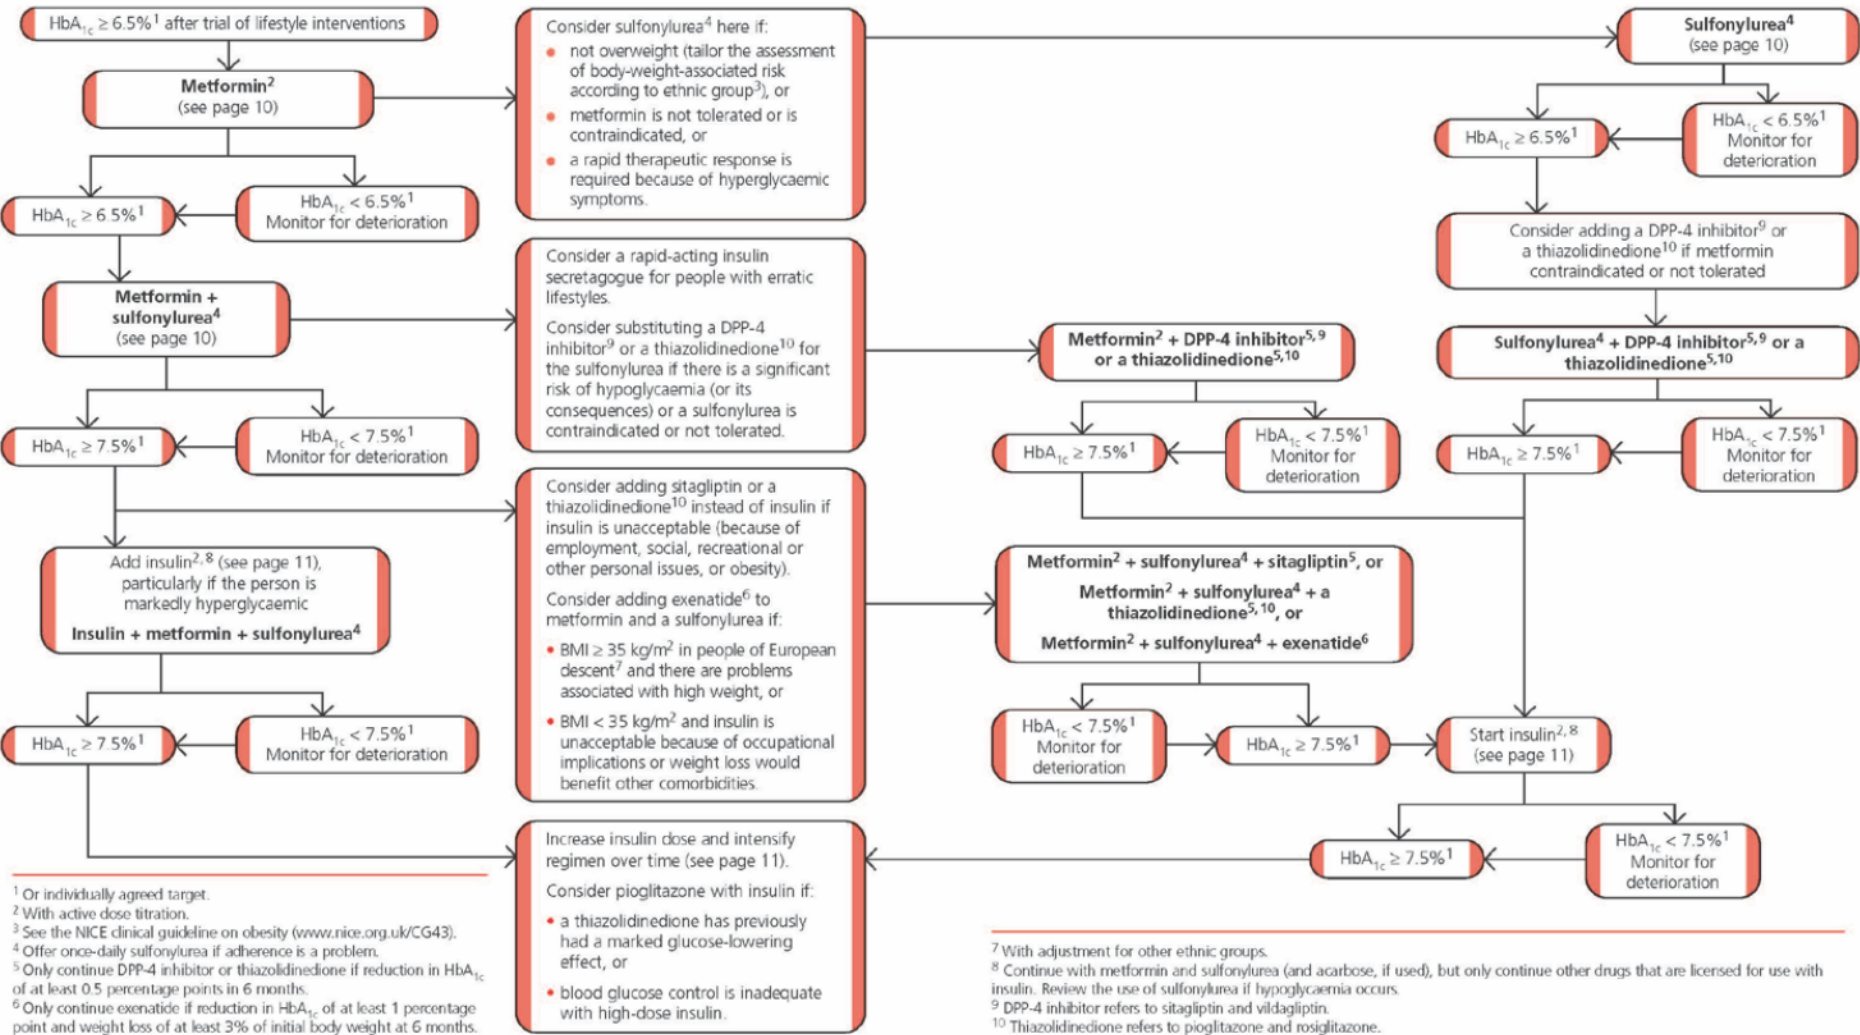 HbA1c ≥ 6.5%1 after trial of lifestyle interventions
Metformin2
(see page 10)
HbA1c ≥ 6.5%1
HbA1c < 6.5%1
Monitor for deterioration
Metformin +
sulfonylurea4
(see page 10)
HbA1c ≥ 7.5%1
HbA1c < 7.5%1
Monitor for deterioration
Add insulin2,8 (see page 11),
particularly if the person is
markedly hyperglycaemic
Insulin + metformin + sulfonylurea4
HbA1c ≥ 7.5%1
HbA1c < 7.5%1
Monitor for deterioration
Consider sulfonylurea4 here if:
• not overweight (tailor the assessment
of body-weight-associated risk
according to ethnic group3), or
• metformin is not tolerated or is
contraindicated, or
• a rapid therapeutic response is
required because of hyperglycaemic
symptoms.
Consider a rapid-acting insulin
secretagogue for people with erratic
lifestyles.
Consider substituting a DPP-4
inhibitor9 or a thiazolidinedione10 for
the sulfonylurea if there is a significant
risk of hypoglycaemia (or its
consequences) or a sulfonylurea is
contraindicated or not tolerated.
Consider adding sitagliptin or a
thiazolidinedione10 instead of insulin if
insulin is unacceptable (because of
employment, social, recreational or
other personal issues, or obesity).
Consider adding exenatide6 to
metformin and a sulfonylurea if:
• BMI ≥ 35 kg/m2 in people of European
descent7 and there are problems
associated with high weight, or
• BMI < 35 kg/m2 and insulin is
unacceptable because of occupational
implications or weight loss would
benefit other comorbidities.
Increase insulin dose and intensify
regimen over time (see page 11).
Consider pioglitazone with insulin if:
• a thiazolidinedione has previously
had a marked glucose-lowering
effect, or
• blood glucose control is inadequate
with high-dose insulin.
Metformin2 + DPP-4 inhibitor5,9
or a thiazolidinedione5,10
HbA1c ≥ 7.5%1
HbA1c < 7.5%1
Monitor for
deterioration
Metformin2 + sulfonylurea4 + sitagliptin5, or
Metformin2 + sulfonylurea4 + a
thiazolidinedione5,10, or
Metformin2 + sulfonylurea4 + exenatide6
HbA1c < 7.5%1
Monitor for
deterioration
HbA1c ≥ 7.5%1
Sulfonylurea4
(see page 10)
HbA1c ≥ 6.5%1
HbA1c < 6.5%1
Monitor for
deterioration
Consider adding a DPP-4 inhibitor9 or
a thiazolidinedione10 if metformin
contraindicated or not tolerated
Sulfonylurea4 + DPP-4 inhibitor5,9 or a
thiazolidinedione5,10
HbA1c ≥ 7.5%1
HbA1c < 7.5%1
Monitor for
deterioration
Start insulin2,8
(see page 11)
HbA1c ≥ 7.5%1
HbA1c < 7.5%1
Monitor for
deterioration
1 Or individually agreed target.
2 With active dose titration.
3 See the NICE clinical guideline on obesity (www.nice.org.uk/CG43).
4 Offer once-daily sulfonylurea if adherence is a problem.
5 Only continue DPP-4 inhibitor or thiazolidinedione if reduction in HbA1c
of at least 0.5 percentage points in 6 months.
6 Only continue exenatide if reduction in HbA1c of at least 1 percentage
point and weight loss of at least 3% of initial body weight at 6 months.
7 With adjustment for other ethnic groups.
8 Continue with metformin and sulfonylurea (and acarbose, if used), but only continue other drugs that are licensed for use with
insulin. Review the use of sulfonylurea if hypoglycaemia occurs.
9 DPP-4 inhibitor refers to sitagliptin and vildagliptin.
10 Thiazolidinedione refers to pioglitazone and rosiglitazone.